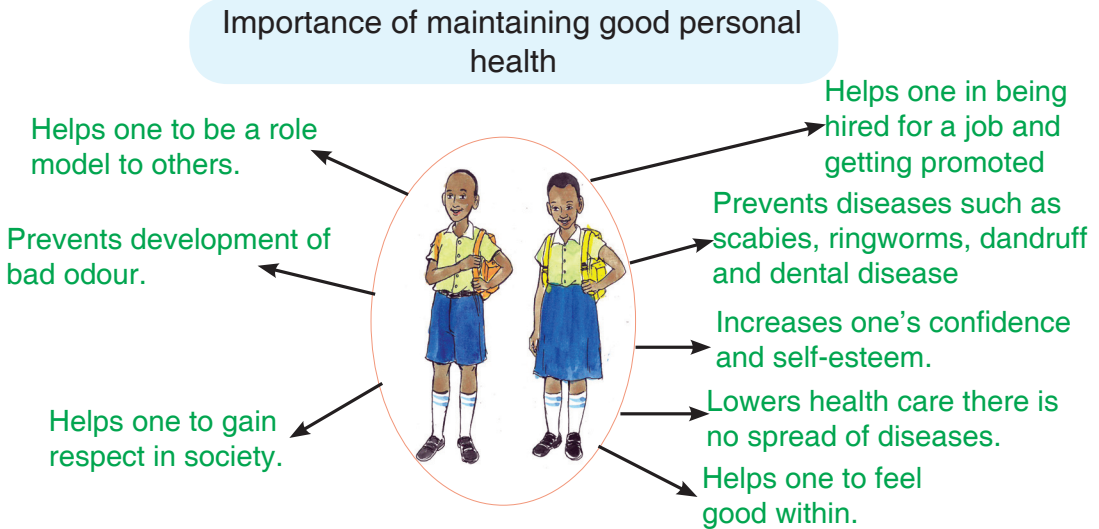 Importance of maintaining good personal
health
Helps one to be a role
model to others.
Prevents development of
bad odour.
Helps one to gain
respect in society.
Helps one in being
hired for a job and
getting promoted
Prevents diseases such as
scabies, ringworms, dandruff
and dental disease
Increases one’s confidence
and self-esteem.
Lowers health care there is
no spread of diseases.
Helps one to feel
good within.